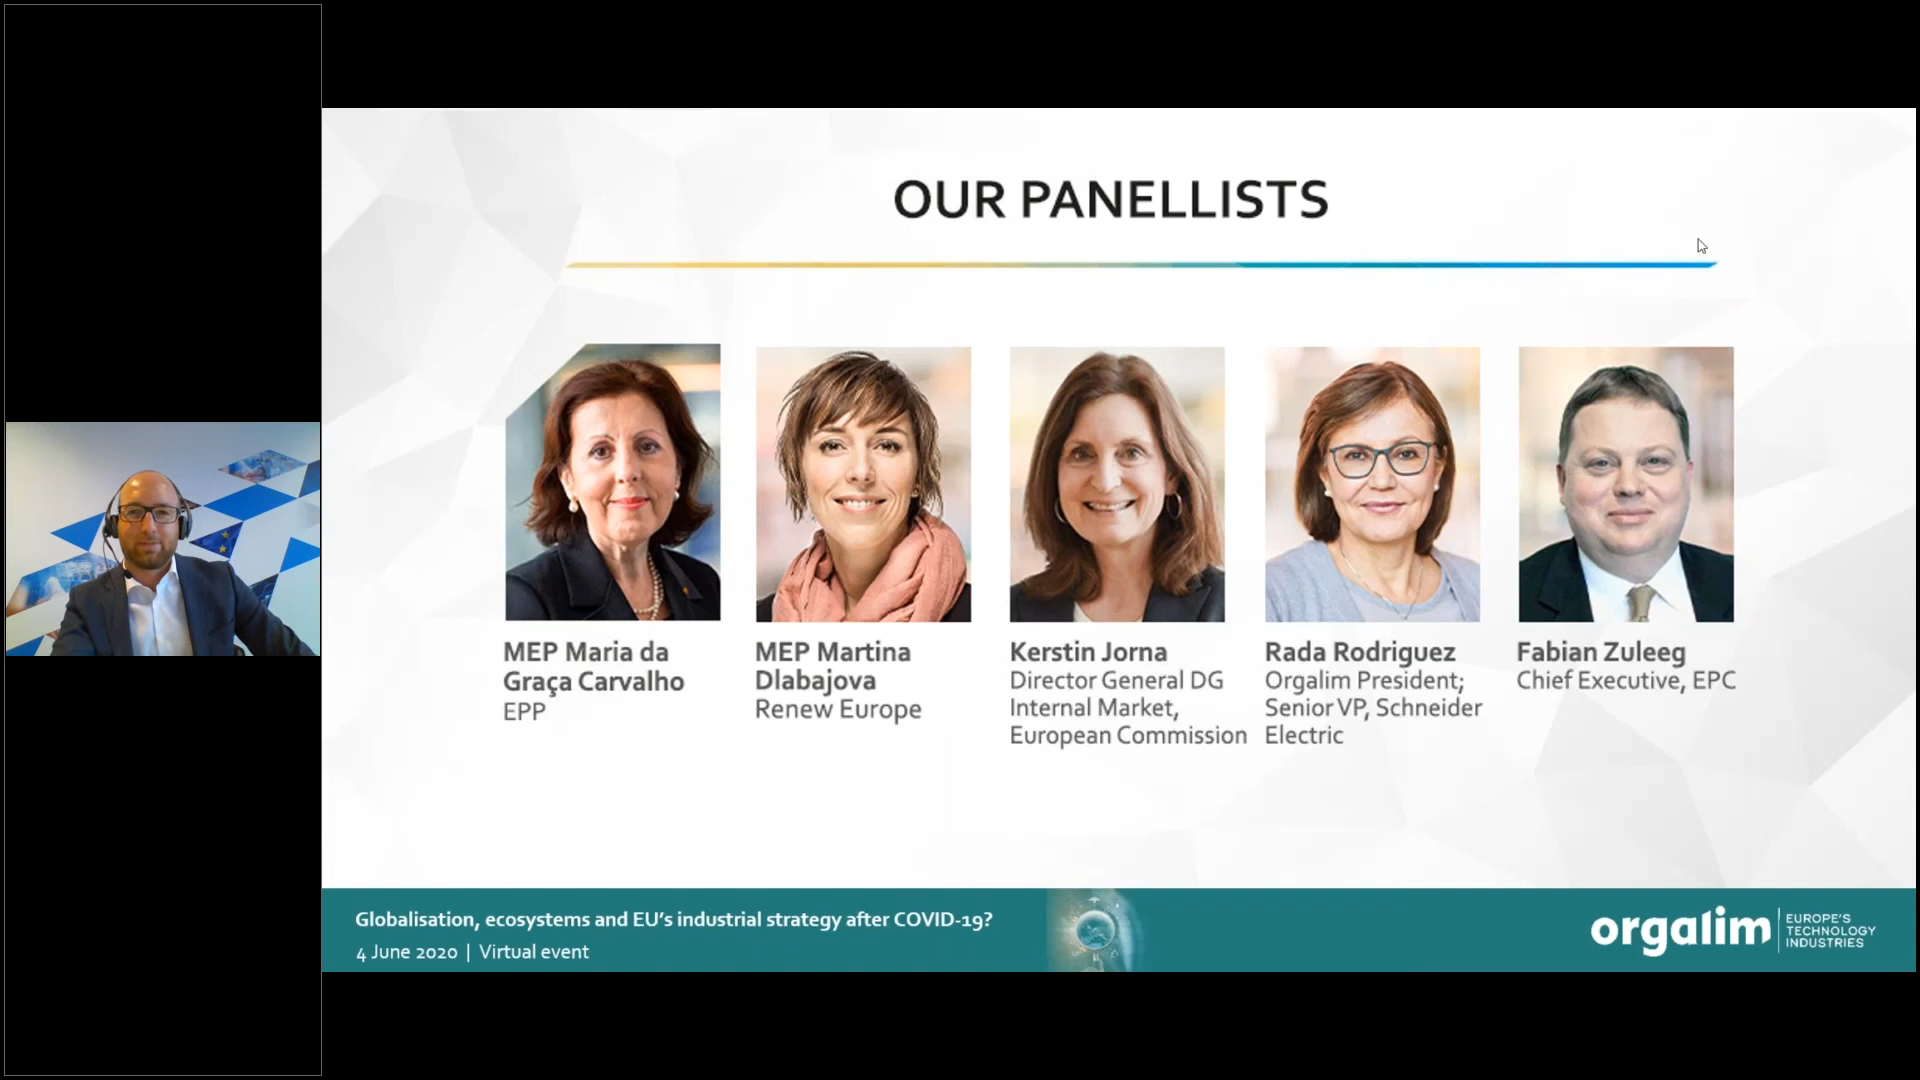 OUR PANELLISTS
MEP Maria da
Graça Carvalho
EPP
MEP Martina
Dlabajova
Renew Europe
Kerstin Jorna
Director General DG
Internal Market,
European Commission
Rada Rodriguez
Orgalim President;
Senior VP, Schneider
Electric
Fabian Zuleeg
Chief Executive, EPC
Globalisation, ecosystems and EU's industrial strategy after COVID-19?
4 June 2020 | Virtual event
orgalim
EUROPE'S
TECHNOLOGY
INDUSTRIES